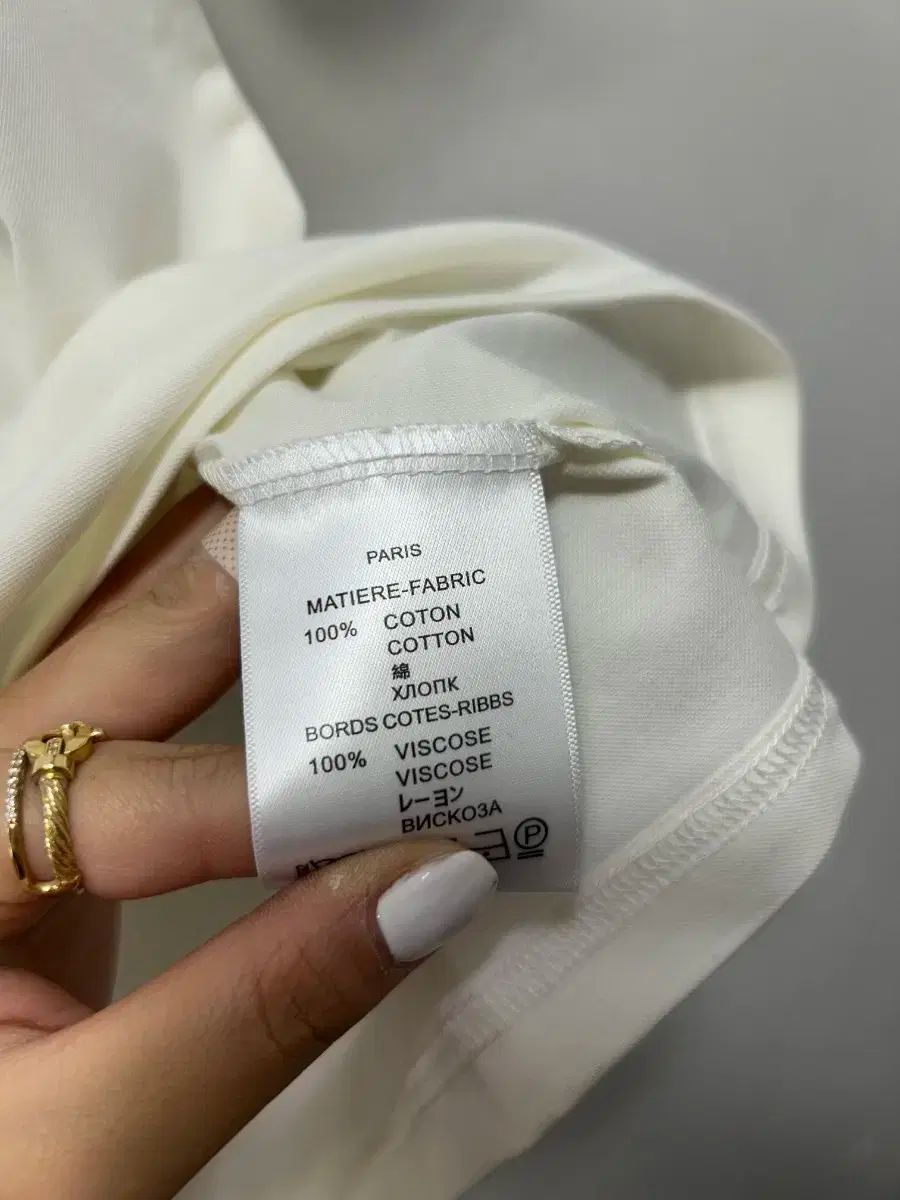 PARIS
MATIERE-FABRIC
100% COTON
COTTON
綿
ХЛОПК
BORDS COTES-RIBBS
100% VISCOSE
VISCOSE
レーヨン
ВИСКОЗА
P